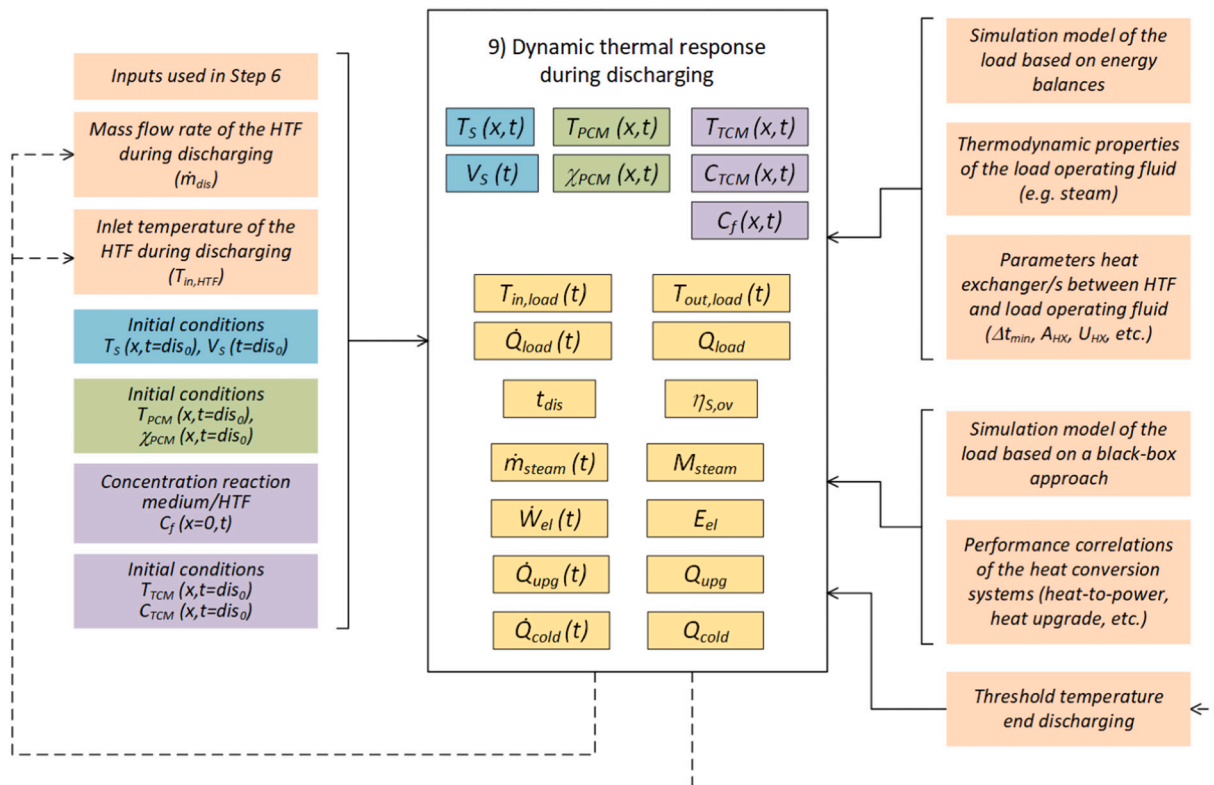 Inputs used in Step 6
Mass flow rate of the HTF
during discharging
(ṁdis)
Inlet temperature of the
HTF during discharging
(Tin,HTF)
Initial conditions
TS (x,t=dis0), VS (t=dis0)
Initial conditions
TPCM (x,t=dis0),
χPCM (x,t=dis0)
Concentration reaction
medium/HTF
Cf (x=0,t)
Initial conditions
TTCM (x,t=dis0)
CTCM (x,t=dis0)
9) Dynamic thermal response
during discharging
TS (x,t)
TPCM (x,t)
TTCM (x,t)
VS (t)
χPCM (x,t)
CTCM (x,t)
Cf (x,t)
Tin,load (t)
Tout,load (t)
Q̇load (t)
Qload
tdis
ηS,ov
ṁsteam (t)
Msteam
Ẇel (t)
Eel
Q̇upg (t)
Qupg
Q̇cold (t)
Qcold
Simulation model of the
load based on energy
balances
Thermodynamic properties
of the load operating fluid
(e.g. steam)
Parameters heat
exchanger/s between HTF
and load operating fluid
(Δtmin, AHX, UHX, etc.)
Simulation model of the
load based on a black-box
approach
Performance correlations
of the heat conversion
systems (heat-to-power,
heat upgrade, etc.)
Threshold temperature
end discharging